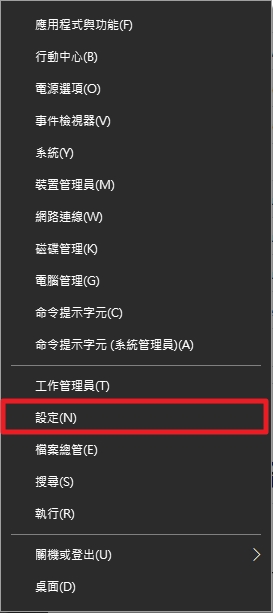 應用程式與功能(F)
行動中心(B)
電源選項(O)
事件檢視器(V)
系統(Y)
裝置管理員(M)
網路連線(W)
磁碟管理(K)
電腦管理(G)
命令提示字元(C)
命令提示字元 (系統管理員)(A)
工作管理員(T)
設定(N)
檔案總管(E)
搜尋(S)
執行(R)
關機或登出(U)
桌面(D)